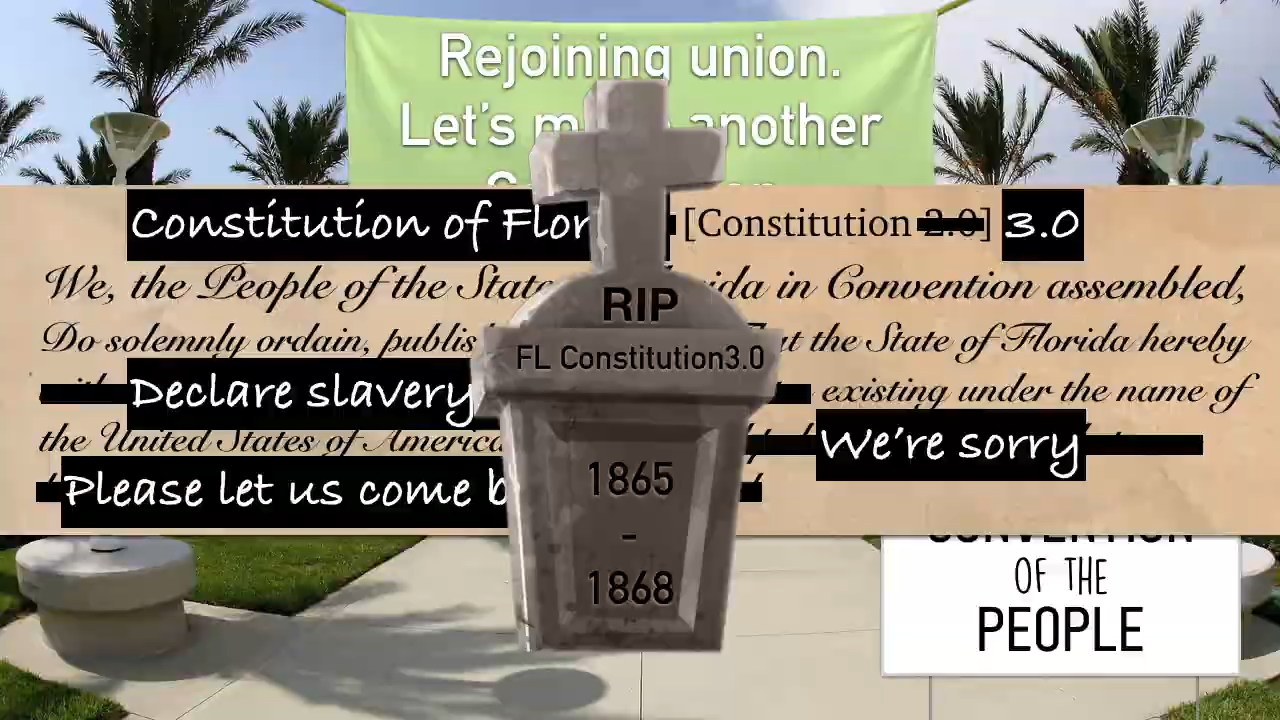 Rejoining union.
Let's another
Constitution of Flor [Constitution 2.0] 3.0
We, the People of the State in Convention assembled,
Do solemnly ordain, publis the State of Florida hereby
Declare slavery existing under the name of
the United States of America We're sorry
Please let us come
RIP
FL Constitution3.0
1865
-
1868
CONVENTION
OF THE
PEOPLE